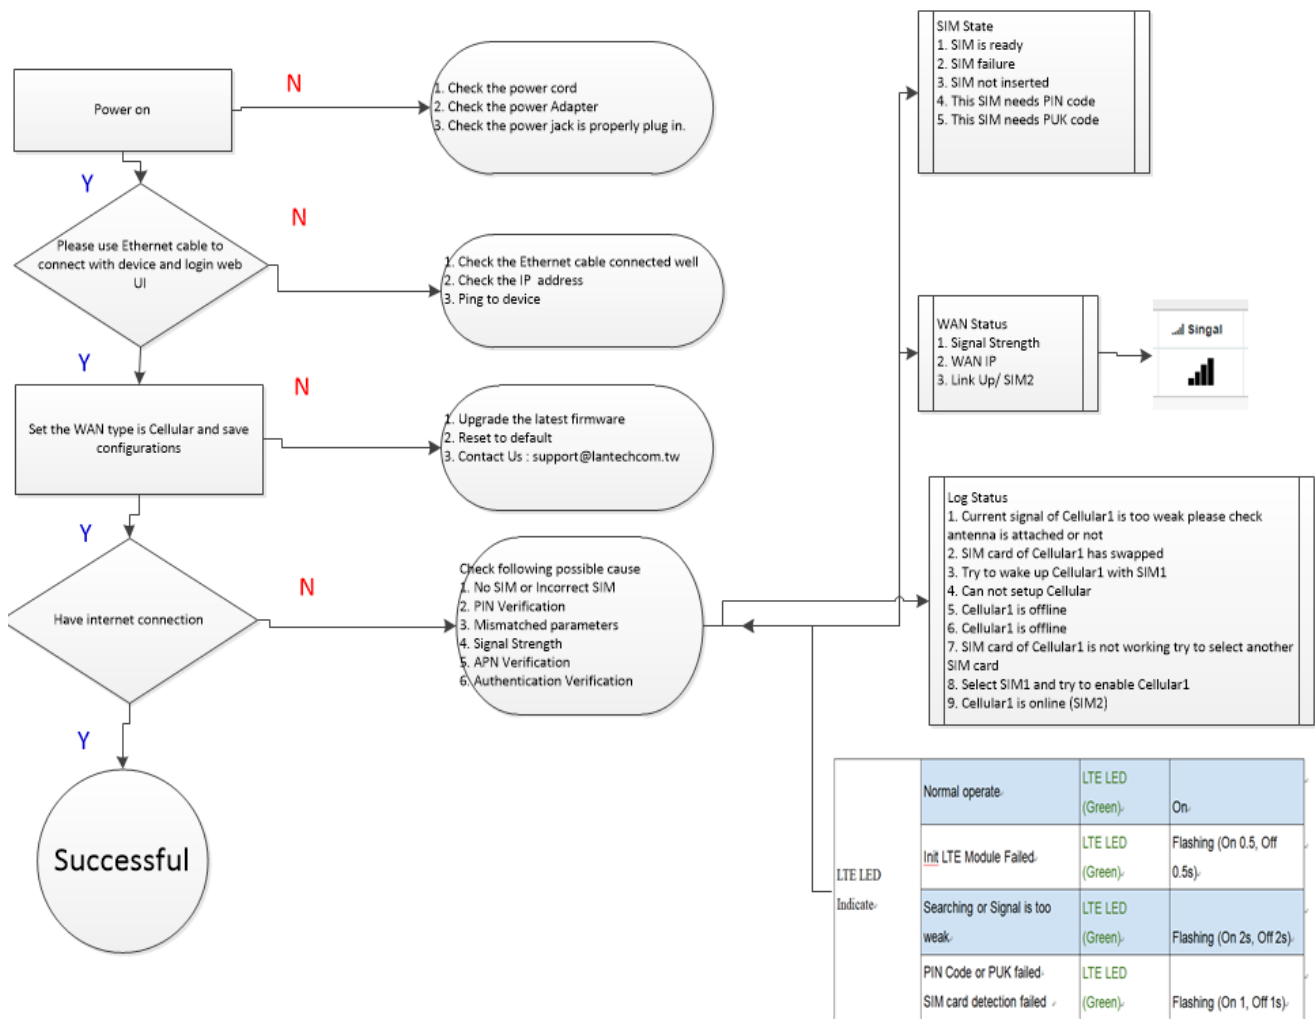 Power on
N
1. Check the power cord
2. Check the power Adapter
3. Check the power jack is properly plug in.
Y
Please use Ethernet cable to
connect with device and login web
UI
N
1. Check the Ethernet cable connected well
2. Check the IP address
3. Ping to device
Y
Set the WAN type is Cellular and save
configurations
N
1. Upgrade the latest firmware
2. Reset to default
3. Contact Us : support@lantechcom.tw
Y
Have internet connection
N
Check following possible cause
1. No SIM or Incorrect SIM
2. PIN Verification
3. Mismatched parameters
4. Signal Strength
5. APN Verification
6. Authentication Verification
Y
Successful
SIM State
1. SIM is ready
2. SIM failure
3. SIM not inserted
4. This SIM needs PIN code
5. This SIM needs PUK code
WAN Status
1. Signal Strength
2. WAN IP
3. Link Up/ SIM2
Singal
Log Status
1. Current signal of Cellular1 is too weak please check
antenna is attached or not
2. SIM card of Cellular1 has swapped
3. Try to wake up Cellular1 with SIM1
4. Can not setup Cellular
5. Cellular1 is offline
6. Cellular1 is offline
7. SIM card of Cellular1 is not working try to select another
SIM card
8. Select SIM1 and try to enable Cellular1
9. Cellular1 is online (SIM2)
LTE LED
Indicate
Normal operate
LTE LED
(Green)
On
Init LTE Module Failed
LTE LED
(Green)
Flashing (On 0.5, Off
0.5s)
Searching or Signal is too
weak
LTE LED
(Green)
Flashing (On 2s, Off 2s)
PIN Code or PUK failed
SIM card detection failed
LTE LED
(Green)
Flashing (On 1, Off 1s)